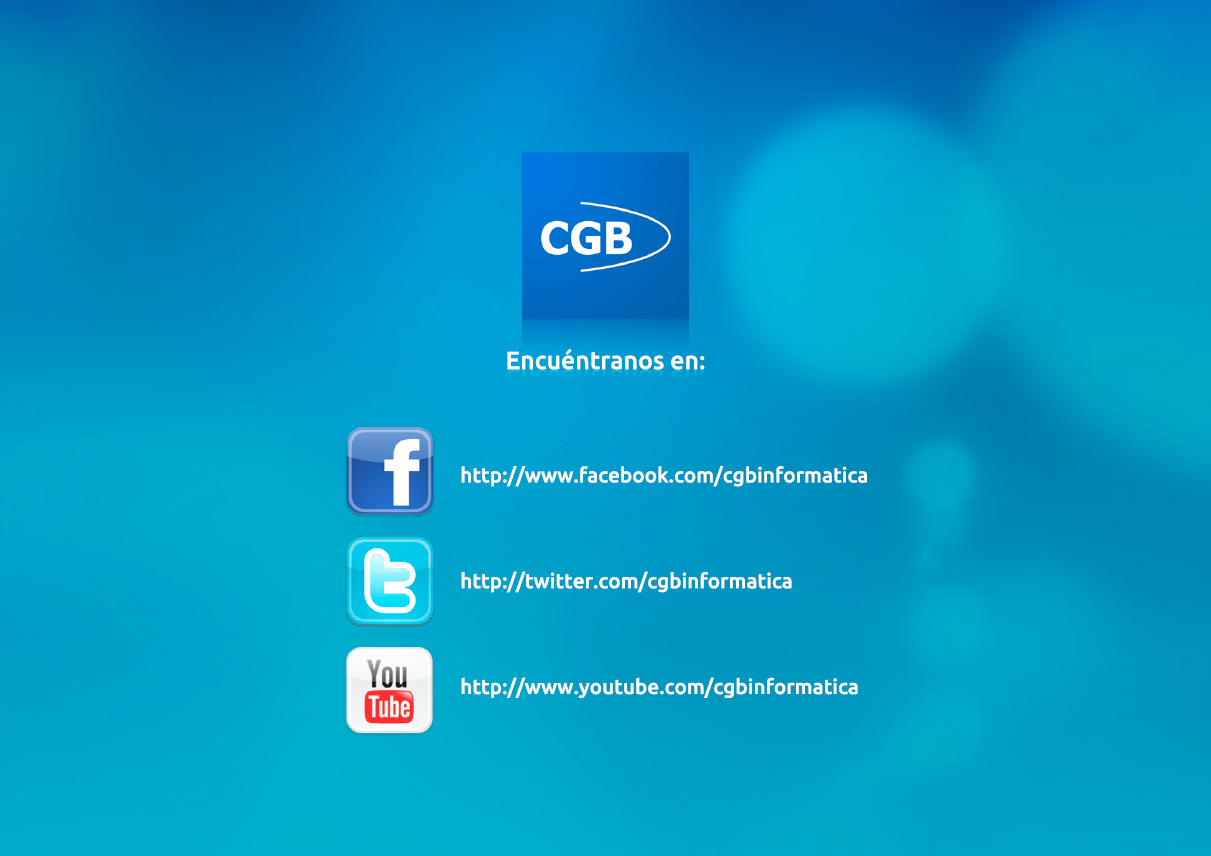 CGB
Encuéntranos en:
f
http://www.facebook.com/cgbinformatica
t
http://twitter.com/cgbinformatica
You
Tube
http://www.youtube.com/cgbinformatica